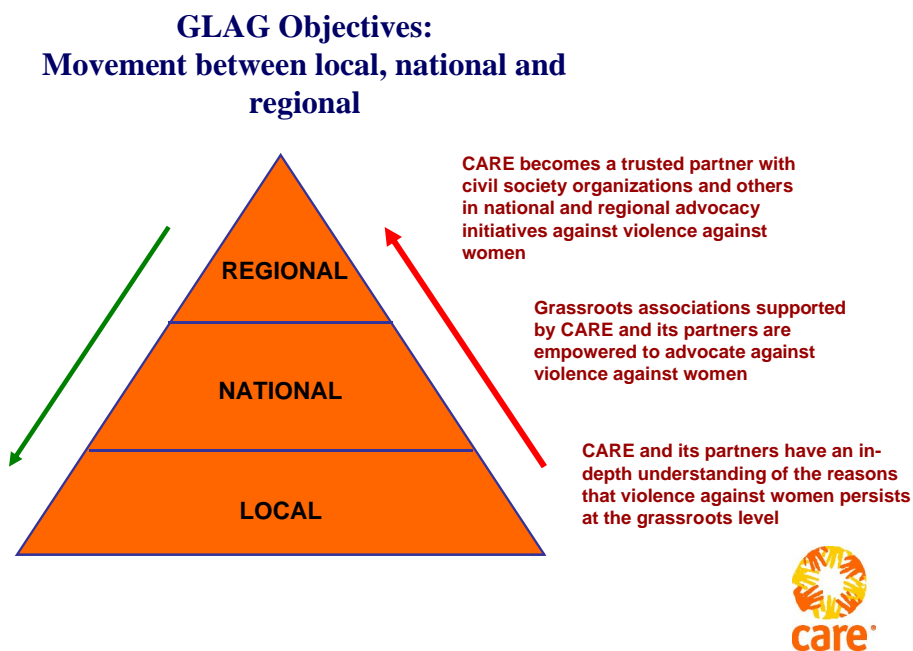 GLAG Objectives:
Movement between local, national and
regional
CARE becomes a trusted partner with
civil society organizations and others
in national and regional advocacy
initiatives against violence against
women
REGIONAL
Grassroots associations supported
by CARE and its partners are
empowered to advocate against
violence against women
NATIONAL
CARE and its partners have an in-
depth understanding of the reasons
that violence against women persists
at the grassroots level
LOCAL
care®